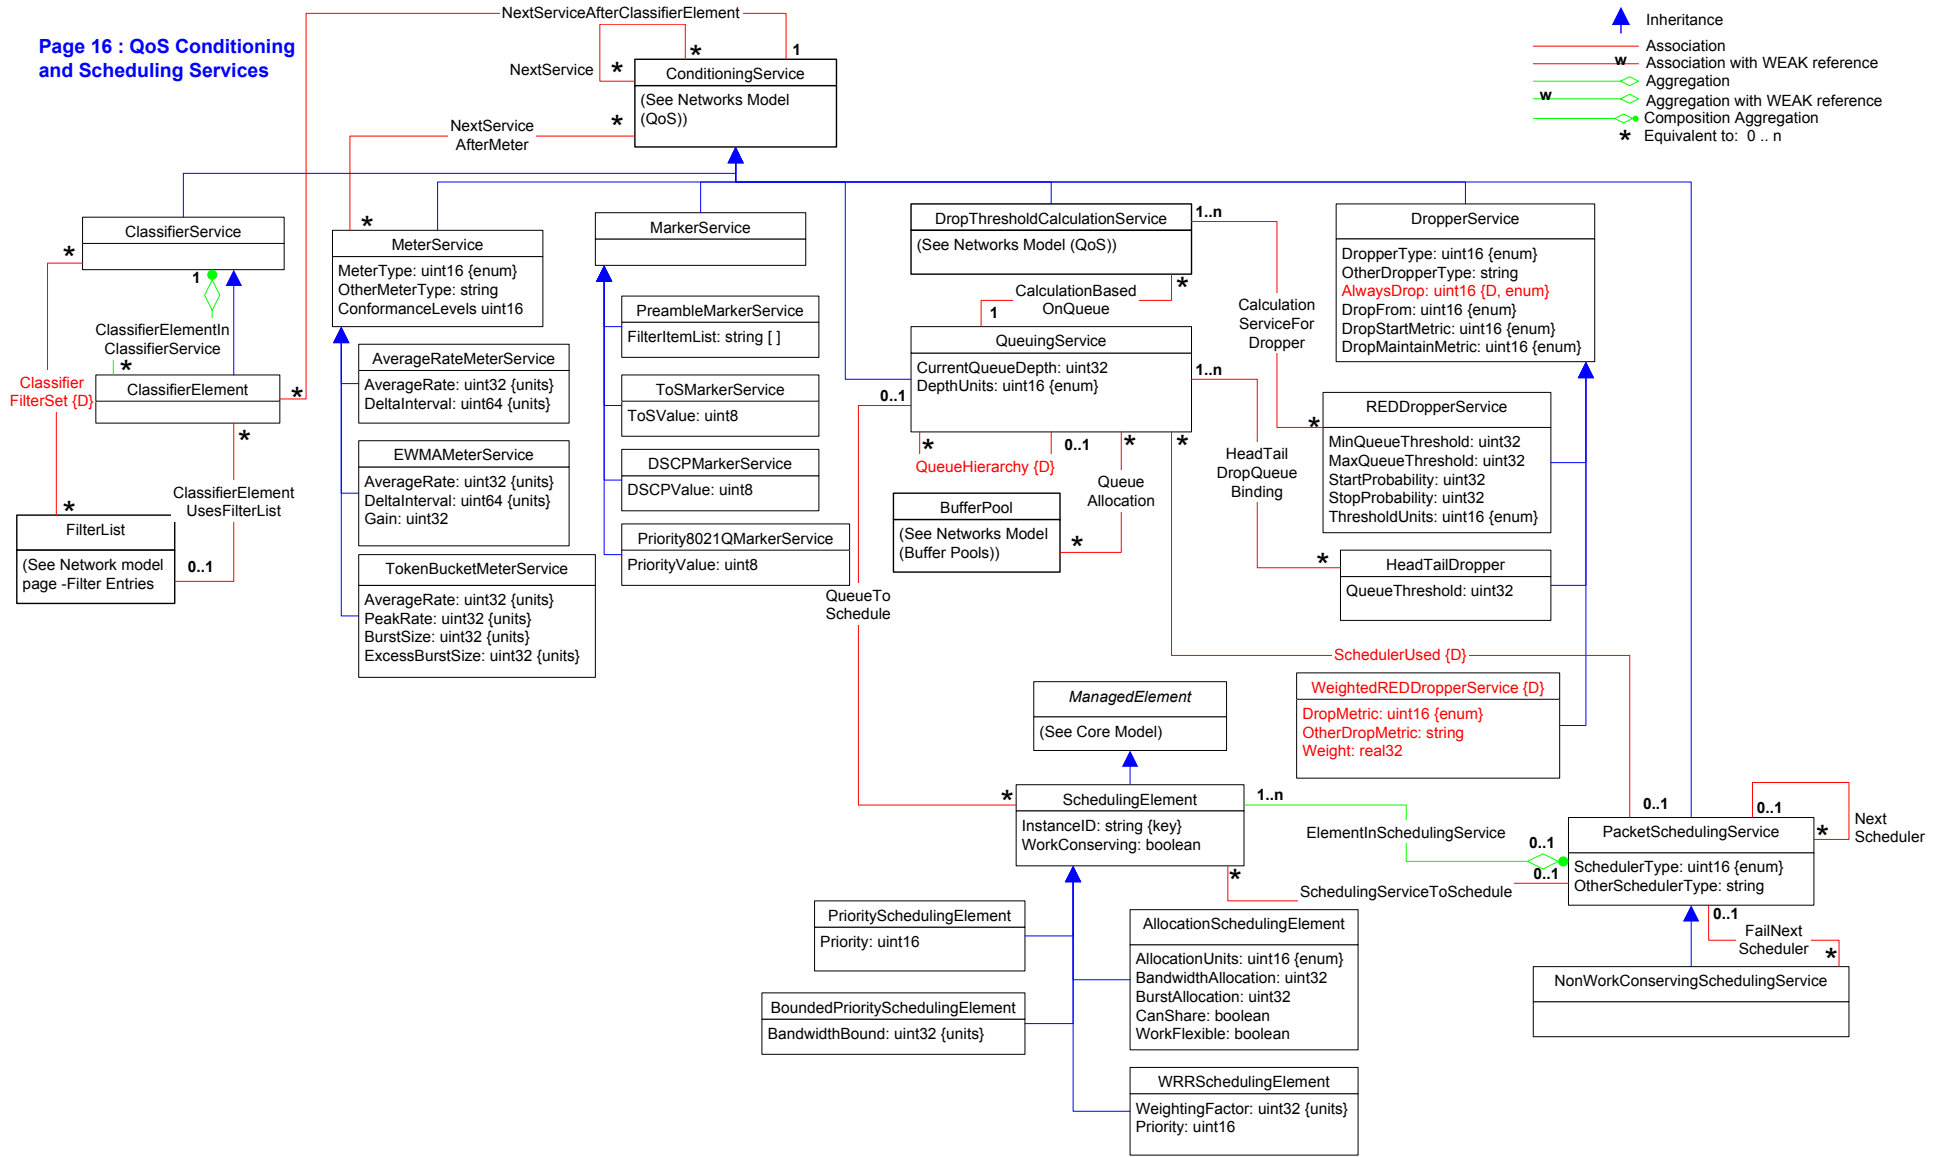 Page 16 : QoS Conditioning
and Scheduling Services
NextServiceAfterClassifierElement
*
1
NextService
*
ConditioningService
(See Networks Model
(QoS))
NextService
AfterMeter
*
Inheritance
Association
w
Association with WEAK reference
Aggregation
w
Aggregation with WEAK reference
Composition Aggregation
* Equivalent to: 0 .. n
ClassifierService
*
1
ClassifierElementIn
ClassifierService
*
Classifier
FilterSet {D}
ClassifierElement
*
*
ClassifierElement
UsesFilterList
*
FilterList
(See Network model
page -Filter Entries
0..1
*
MeterService
MeterType: uint16 {enum}
OtherMeterType: string
ConformanceLevels uint16
AverageRateMeterService
AverageRate: uint32 {units}
DeltaInterval: uint64 {units}
EWMAMeterService
AverageRate: uint32 {units}
DeltaInterval: uint64 {units}
Gain: uint32
TokenBucketMeterService
AverageRate: uint32 {units}
PeakRate: uint32 {units}
BurstSize: uint32 {units}
ExcessBurstSize: uint32 {units}
MarkerService
PreambleMarkerService
FilterItemList: string [ ]
ToSMarkerService
ToSValue: uint8
DSCPMarkerService
DSCPValue: uint8
Priority8021QMarkerService
PriorityValue: uint8
DropThresholdCalculationService
(See Networks Model (QoS))
1..n
*
CalculationBased
OnQueue
1
Calculation
ServiceFor
Dropper
QueuingService
CurrentQueueDepth: uint32
DepthUnits: uint16 {enum}
1..n
0..1
*
0..1
*
*
QueueHierarchy {D}
Queue
Allocation
HeadTail
DropQueue
Binding
BufferPool
(See Networks Model
(Buffer Pools))
*
QueueTo
Schedule
DropperService
DropperType: uint16 {enum}
OtherDropperType: string
AlwaysDrop: uint16 {D, enum}
DropFrom: uint16 {enum}
DropStartMetric: uint16 {enum}
DropMaintainMetric: uint16 {enum}
*
REDDropperService
MinQueueThreshold: uint32
MaxQueueThreshold: uint32
StartProbability: uint32
StopProbability: uint32
ThresholdUnits: uint16 {enum}
*
HeadTailDropper
QueueThreshold: uint32
SchedulerUsed {D}
WeightedREDDropperService {D}
DropMetric: uint16 {enum}
OtherDropMetric: string
Weight: real32
ManagedElement
(See Core Model)
*
SchedulingElement
InstanceID: string {key}
WorkConserving: boolean
1..n
ElementInSchedulingService
0..1
*
SchedulingServiceToSchedule
0..1
0..1
0..1
Next
Scheduler
*
PacketSchedulingService
SchedulerType: uint16 {enum}
OtherSchedulerType: string
0..1
FailNext
Scheduler
*
NonWorkConservingSchedulingService
PrioritySchedulingElement
Priority: uint16
BoundedPrioritySchedulingElement
BandwidthBound: uint32 {units}
AllocationSchedulingElement
AllocationUnits: uint16 {enum}
BandwidthAllocation: uint32
BurstAllocation: uint32
CanShare: boolean
WorkFlexible: boolean
WRRSchedulingElement
WeightingFactor: uint32 {units}
Priority: uint16